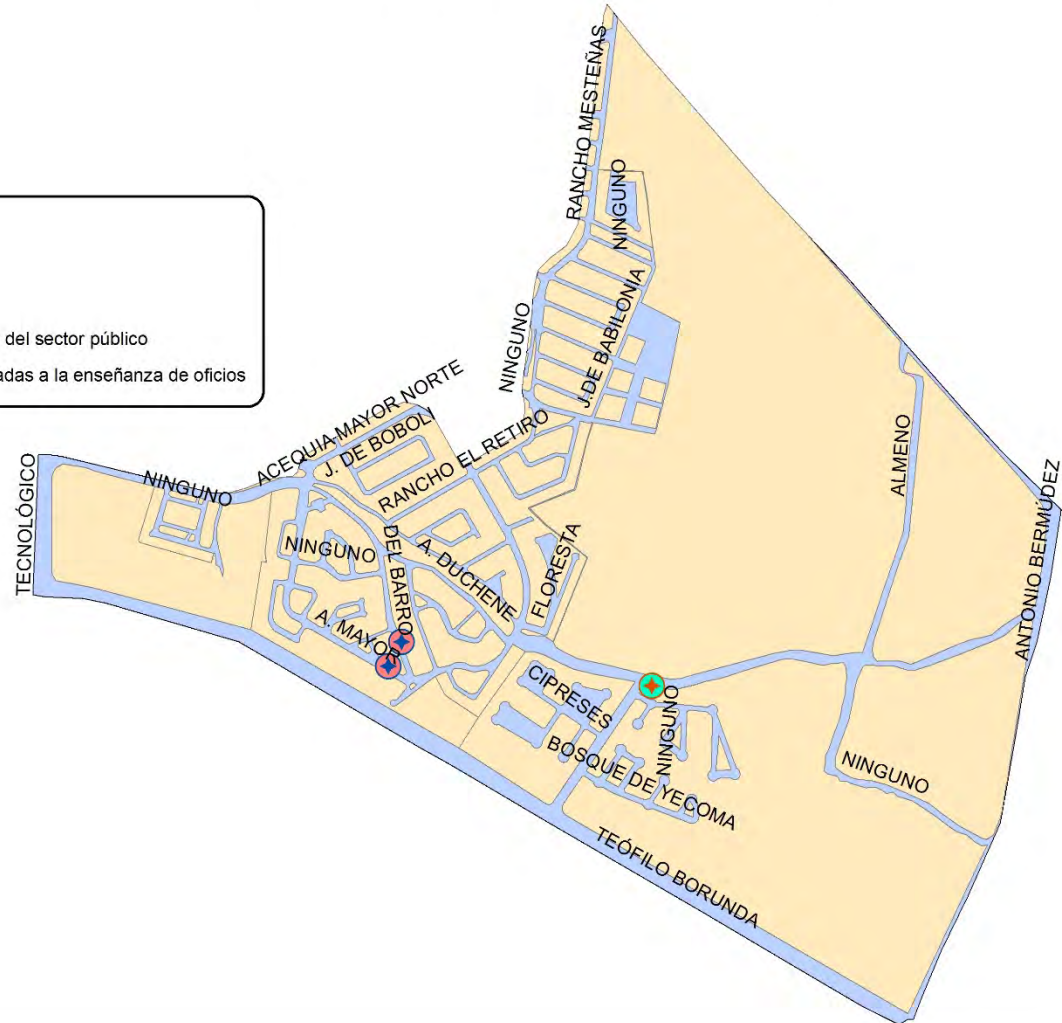 RANCHO MESTEÑAS
NINGUNO
del sector público
adas a la enseñanza de oficios
NINGUNO
J.DE BABILONIA
ACEQUIA MAYOR NORTE
J. DE BOBOLI
RANCHO EL RETIRO
TECNOLÓGICO
NINGUNO
ALMENO
ANTONIO BERMÚDEZ
NINGUNO
DEL BARRO
A. DUCHENE
FLORESTA
A. MAYOR
CIPRESES
NINGUNO
BOSQUE DE YECOMA
NINGUNO
TEÓFILO BORUNDA